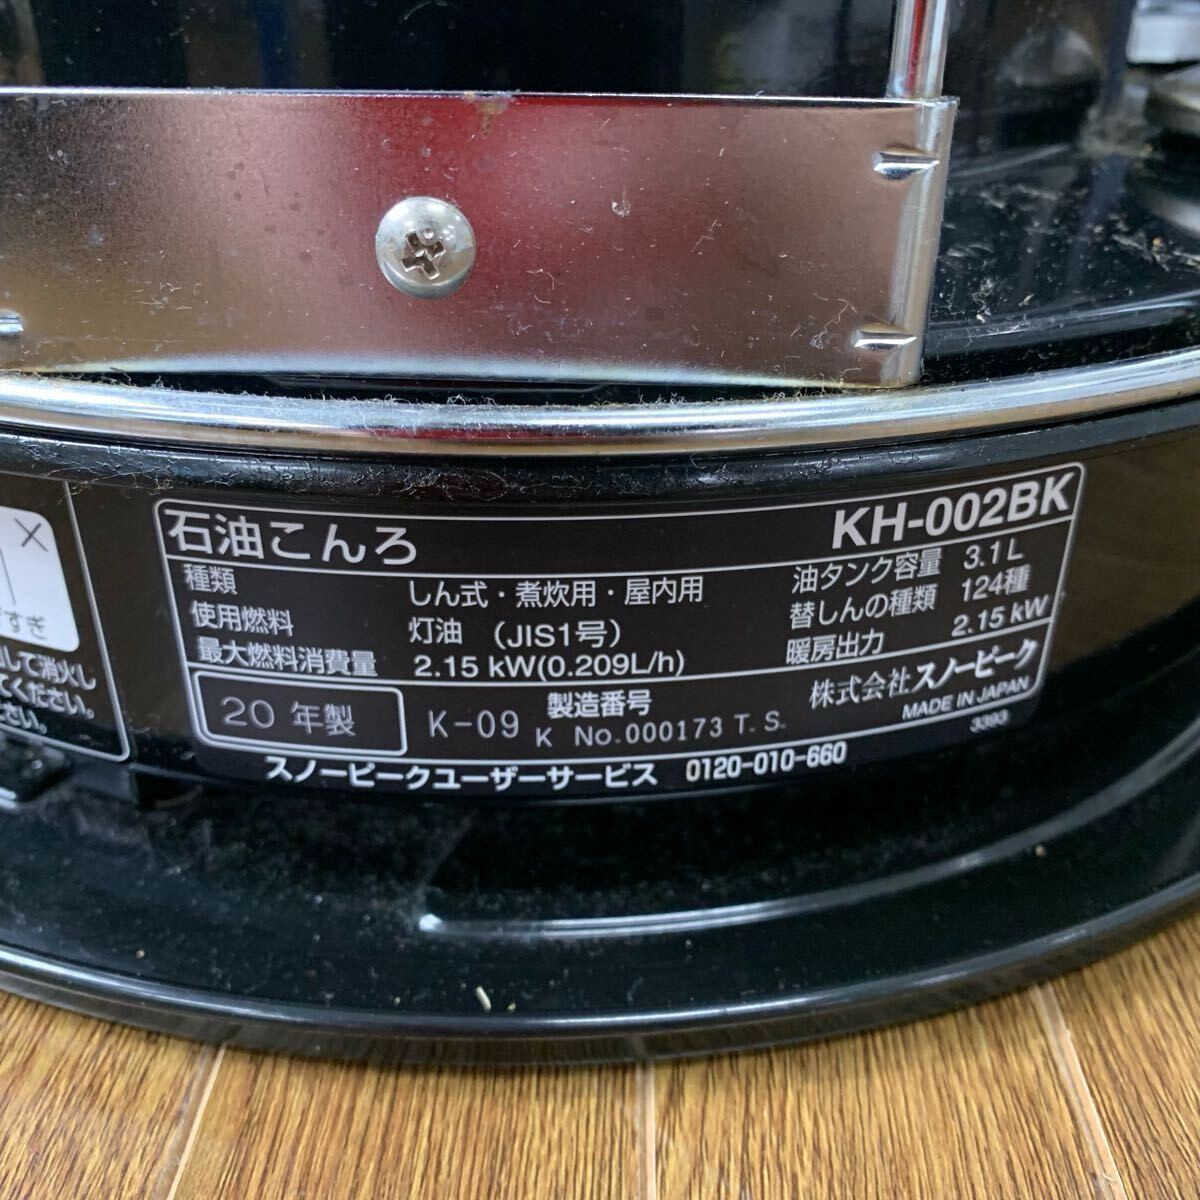 石油こんろ KH-002BK
種類 しん式・煮炊用・屋内用 油タンク容量 3.1L
使用燃料 灯油 (JIS1号) 替しんの種類 124種
最大燃料消費量 2.15 kW(0.209L/h) 暖房出力 2.15 kW
20 年製 K-09 製造番号 株式会社スノーピーク
K No.000173 T.S. MADE IN JAPAN
3393
スノーピークユーザーサービス 0120-010-660
すぎ
して消火し
てください。
さい。